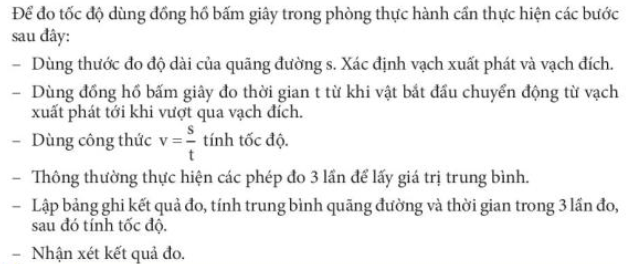 Để đo tốc độ dùng đồng hồ bấm giây trong phòng thực hành cần thực hiện các bước
sau đây:
– Dùng thước đo độ dài của quãng đường s. Xác định vạch xuất phát và vạch đích.
– Dùng đồng hồ bấm giây đo thời gian t từ khi vật bắt đầu chuyển động từ vạch
xuất phát tới khi vượt qua vạch đích.
– Dùng công thức v = s/t tính tốc độ.
– Thông thường thực hiện các phép đo 3 lần để lấy giá trị trung bình.
– Lập bảng ghi kết quả đo, tính trung bình quãng đường và thời gian trong 3 lần đo,
sau đó tính tốc độ.
– Nhận xét kết quả đo.